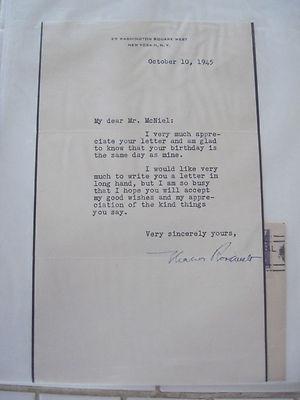 29 WASHINGTON SQUARE WEST
NEW YORK 11, N. Y.
October 10, 1945
My dear Mr. McNiel:
I very much appre-
ciate your letter and am glad
to know that your birthday is
the same day as mine.
I would like very
much to write you a letter in
long hand, but I am so busy
that I hope you will accept
my good wishes and my appre-
ciation of the kind things
you say.
Very sincerely yours,
Eleanor Roosevelt